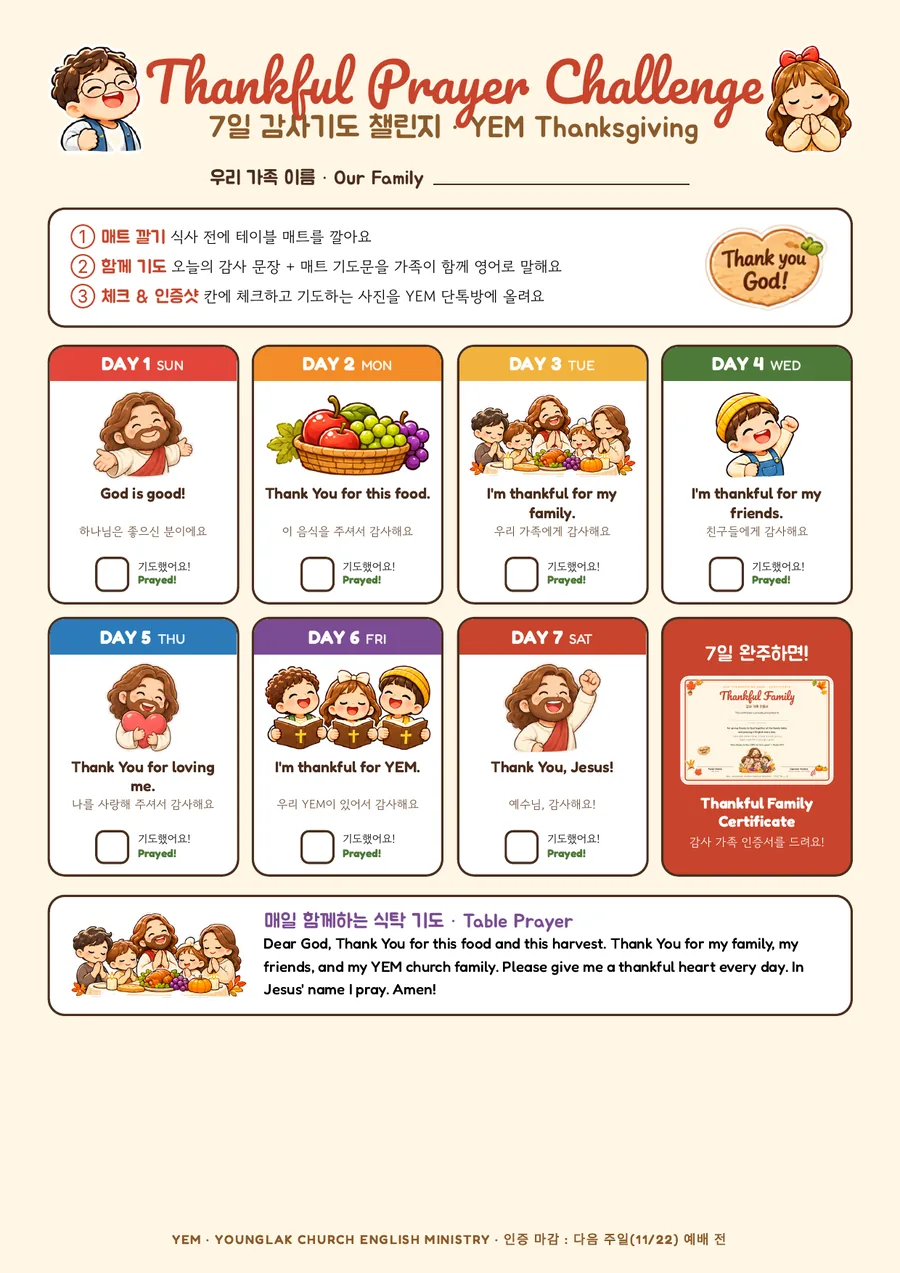 Thankful Prayer Challenge
7일 감사기도 챌린지 · YEM Thanksgiving
우리 가족 이름 · Our Family
① 매트 깔기 식사 전에 테이블 매트를 깔아요
② 함께 기도 오늘의 감사 문장 + 매트 기도문을 가족이 함께 영어로 말해요
③ 체크 & 인증샷 칸에 체크하고 기도하는 사진을 YEM 단톡방에 올려요
Thank you
God!
DAY 1 SUN
God is good!
하나님은 좋으신 분이에요
기도했어요!
Prayed!
DAY 2 MON
Thank You for this food.
이 음식을 주셔서 감사해요
기도했어요!
Prayed!
DAY 3 TUE
I'm thankful for my
family.
우리 가족에게 감사해요
기도했어요!
Prayed!
DAY 4 WED
I'm thankful for my
friends.
친구들에게 감사해요
기도했어요!
Prayed!
DAY 5 THU
Thank You for loving
me.
나를 사랑해 주셔서 감사해요
기도했어요!
Prayed!
DAY 6 FRI
I'm thankful for YEM.
우리 YEM이 있어서 감사해요
기도했어요!
Prayed!
DAY 7 SAT
Thank You, Jesus!
예수님, 감사해요!
기도했어요!
Prayed!
7일 완주하면!
Thankful Family
Thankful Family
Certificate
감사 가족 인증서를 드려요!
매일 함께하는 식탁 기도 · Table Prayer
Dear God, Thank You for this food and this harvest. Thank You for my family, my
friends, and my YEM church family. Please give me a thankful heart every day. In
Jesus' name I pray. Amen!
YEM · YOUNGLAK CHURCH ENGLISH MINISTRY · 인증 마감 : 다음 주일(11/22) 예배 전